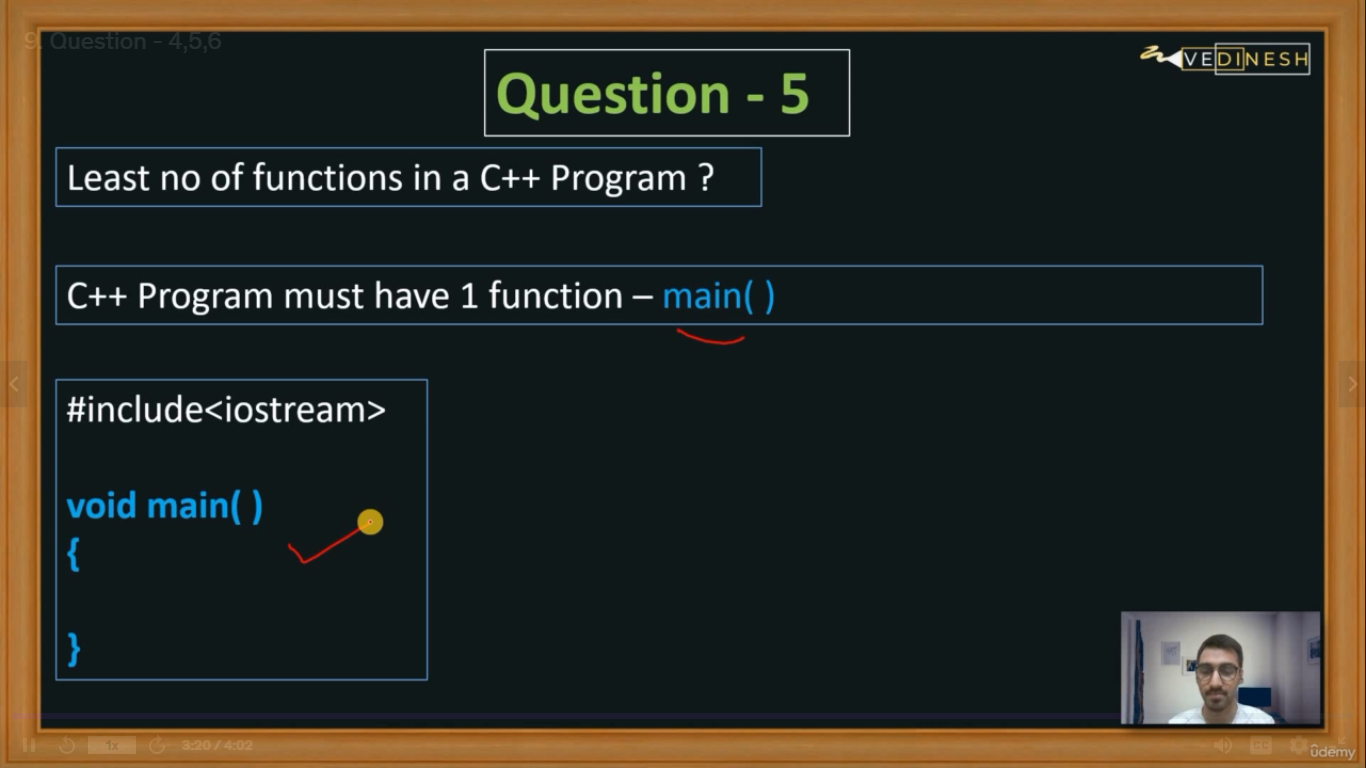 9. Question - 4,5,6
VEDINESH
Question - 5
Least no of functions in a C++ Program ?
C++ Program must have 1 function – main( )
#include<iostream>
void main( )
{
}
1x
3:20 / 4:02
CC
ûdemy